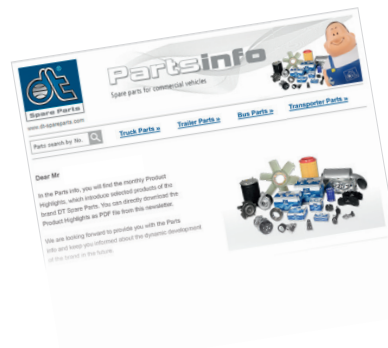 dt
Spare Parts
Partsinfo
Spare parts for commercial vehicles
www.dt-spareparts.com
Parts search by No.
Truck Parts »
Trailer Parts »
Bus Parts »
Transporter Parts »
Dear Mr
In the Parts info, you will find the monthly Product
Highlights, which introduce selected products of the
brand DT Spare Parts. You can directly download the
Product Highlights as PDF file from this newsletter.
We are looking forward to provide you with the Parts
info and keep you informed about the dynamic development
of the brand in the future.